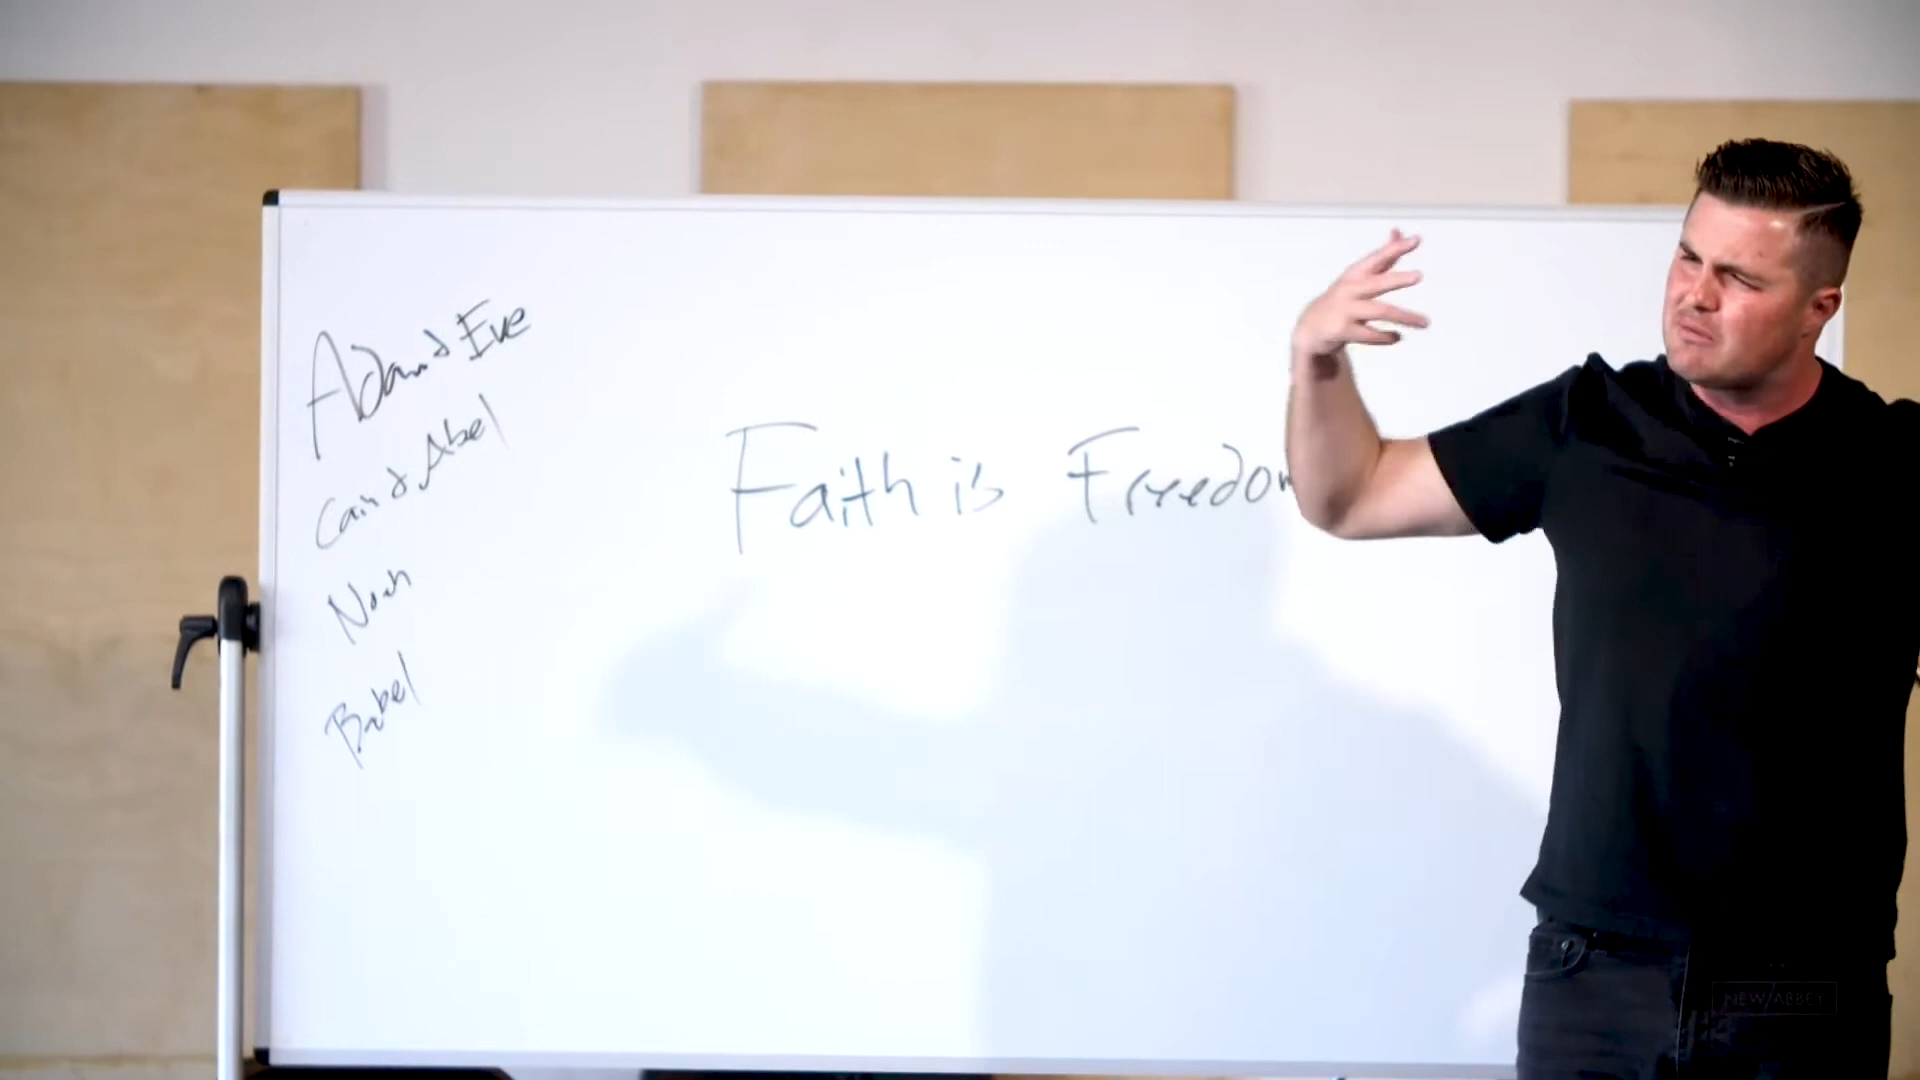 Adam & Eve
Cain & Abel
Noah
Babel
Faith is Freedom
NEW/ABBEY